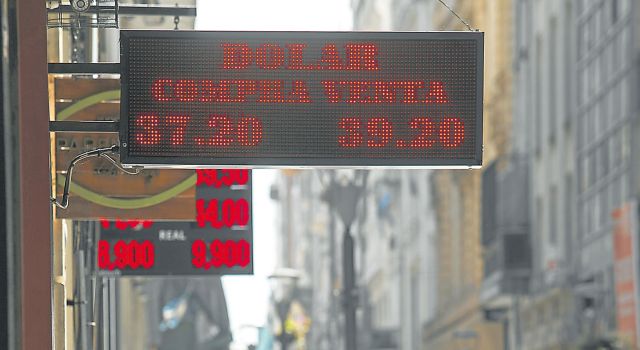 DOLAR
COMPRA VENTA
37.20 39.20
44.00
REAL
8,900 9,900